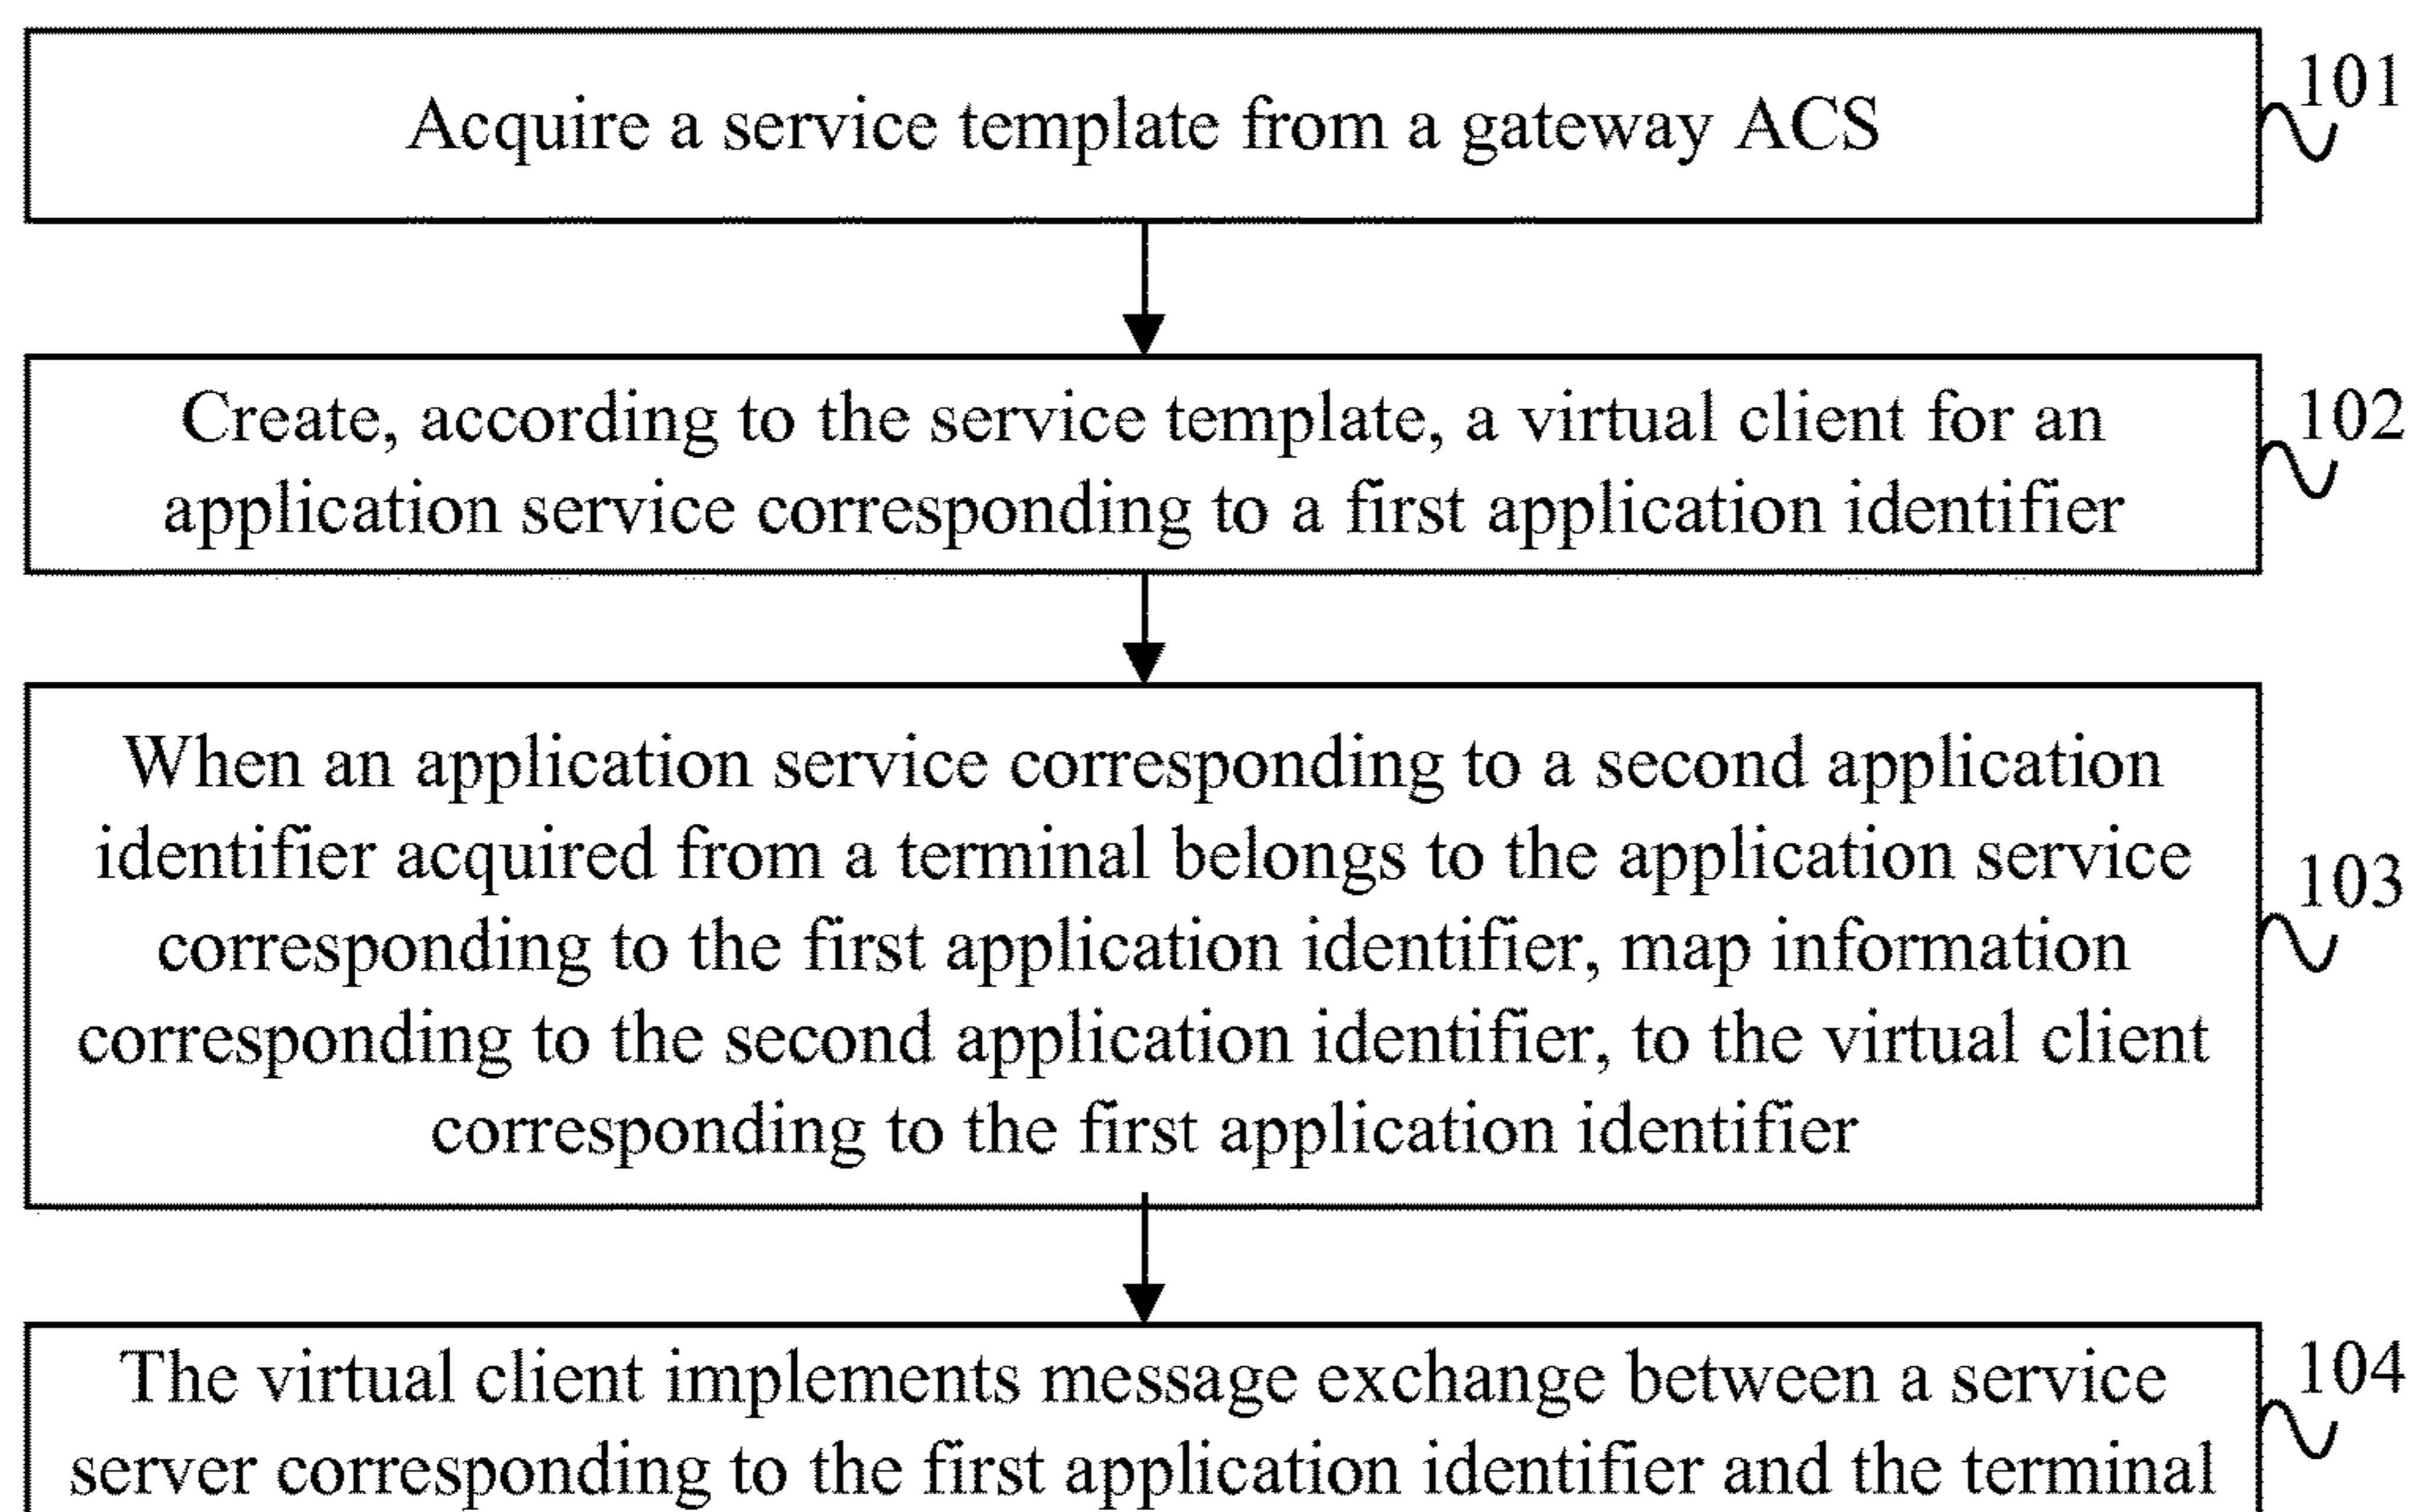 Acquire a service template from a gateway ACS
101
Create, according to the service template, a virtual client for an
application service corresponding to a first application identifier
102
When an application service corresponding to a second application
identifier acquired from a terminal belongs to the application service
corresponding to the first application identifier, map information
corresponding to the second application identifier, to the virtual client
corresponding to the first application identifier
103
The virtual client implements message exchange between a service
server corresponding to the first application identifier and the terminal
104